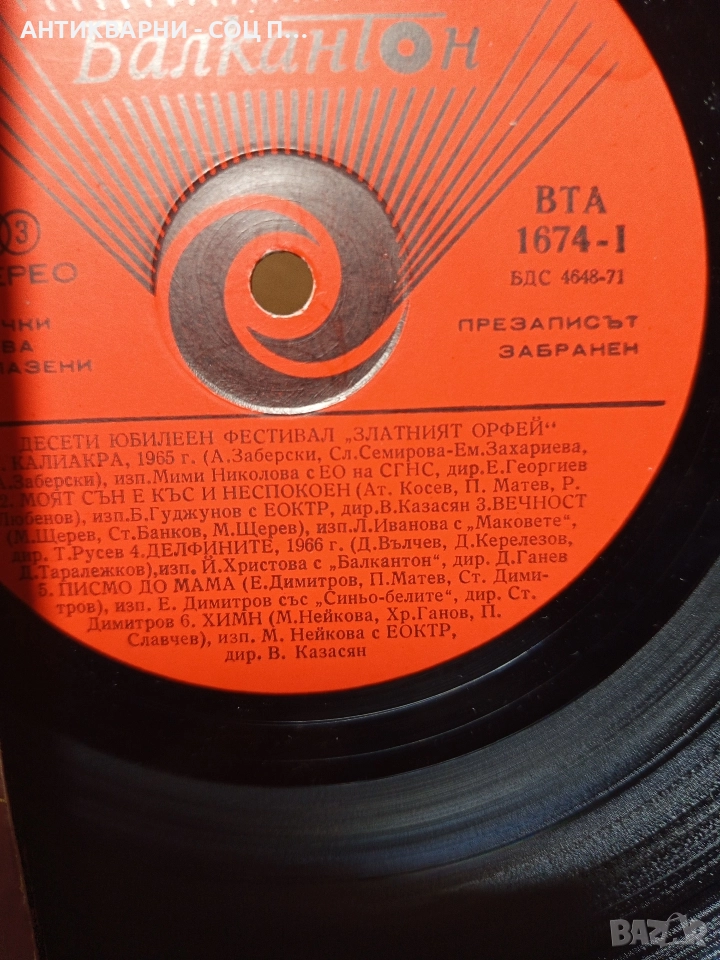 АНТИКВАРНИ - СОЦ П...
Балкантон
ВТА
1674-I
БДС 4648-71
3
ЕРЕО
ЧКИ
ВА
АЗЕНИ
ПРЕЗАПИСЪТ
ЗАБРАНЕН
ДЕСЕТИ ЮБИЛЕЕН ФЕСТИВАЛ „ЗЛАТНИЯТ ОРФЕЙ“
. КАЛИАКРА, 1965 г. (А. Заберски, Сл.Семирова-Ем.Захариева,
А.Заберски), изп. Мими Николова с ЕО на СГНС, дир.Е.Георгиев
2. МОЯТ СЪН Е КЪС И НЕСПОКОЕН (Ат. Косев, П. Матев, Р.
Любенов), изп.Б.Гуджунов с ЕОКТР, дир.В.Казасян 3.ВЕЧНОСТ
(М.Щерев, Ст.Банков, М.Щерев), изп.Л.Иванова с „Маковете“,
дир. Т.Русев 4.ДЕЛФИНИТЕ, 1966 г. (Д.Вълчев, Д.Керелезов,
Д.Таралежков),изп. Й.Христова с „Балкантон“, дир. Д.Ганев
5. ПИСМО ДО МАМА (Е.Димитров, П.Матев, Ст. Дими-
тров), изп. Е. Димитров със „Синьо-белите“, дир. Ст.
Димитров 6. ХИМН (М.Нейкова, Хр.Ганов, П.
Славчев), изп. М. Нейкова с ЕОКТР,
дир. В. Казасян
BAZAR